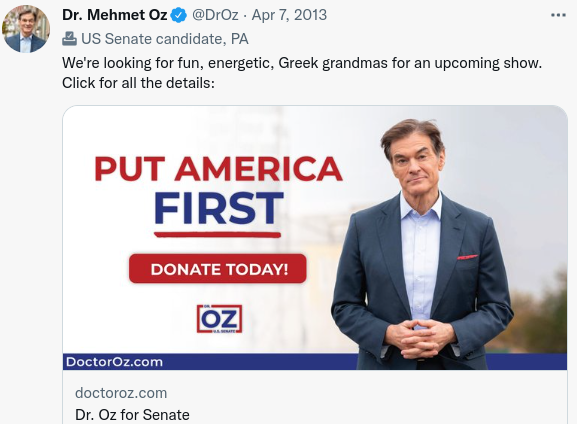 Dr. Mehmet Oz @DrOz · Apr 7, 2013
US Senate candidate, PA
We're looking for fun, energetic, Greek grandmas for an upcoming show.
Click for all the details:
PUT AMERICA
FIRST
DONATE TODAY!
DR.
OZ
U.S. SENATE
DoctorOz.com
doctoroz.com
Dr. Oz for Senate